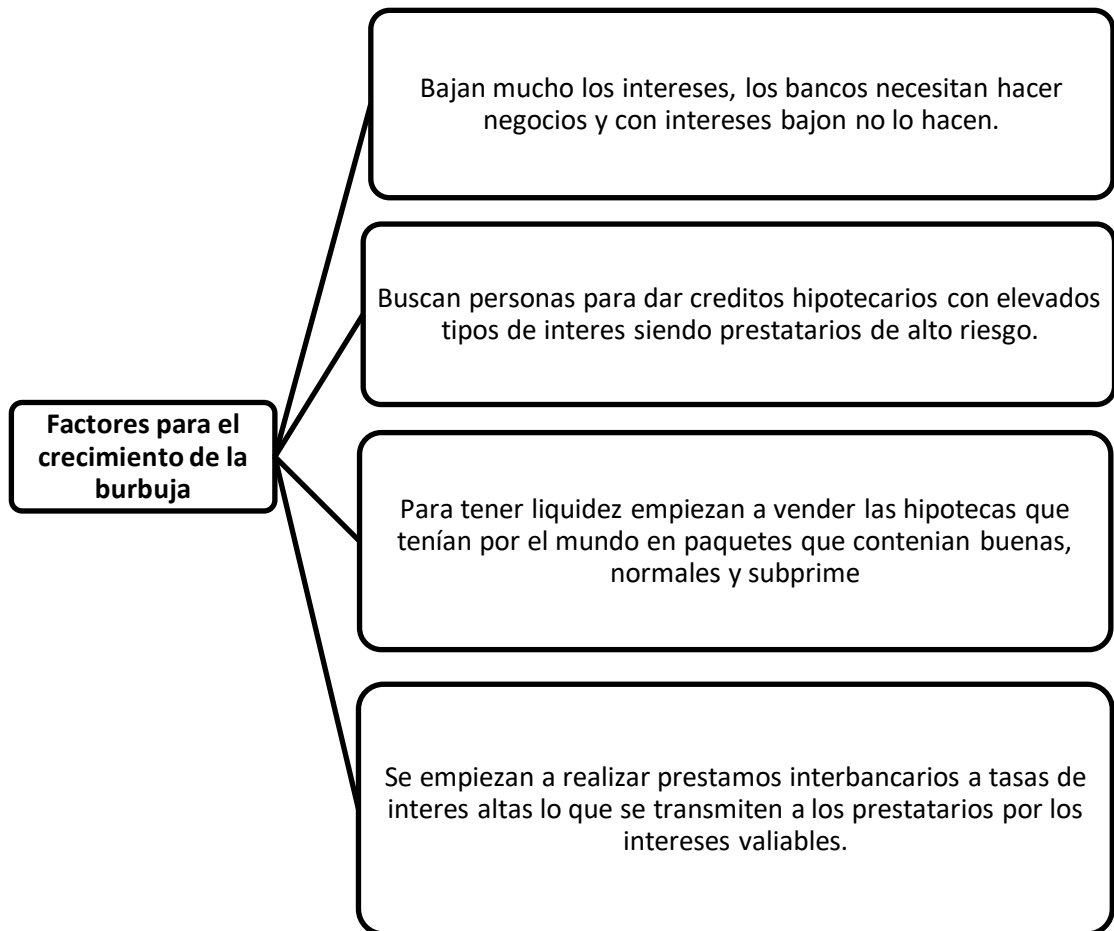 Bajan mucho los intereses, los bancos necesitan hacer
negocios y con intereses bajon no lo hacen.
Buscan personas para dar creditos hipotecarios con elevados
tipos de interes siendo prestatarios de alto riesgo.
Factores para el
crecimiento de la
burbuja
Para tener liquidez empiezan a vender las hipotecas que
tenían por el mundo en paquetes que contenian buenas,
normales y subprime
Se empiezan a realizar prestamos interbancarios a tasas de
interes altas lo que se transmiten a los prestatarios por los
intereses valiables.